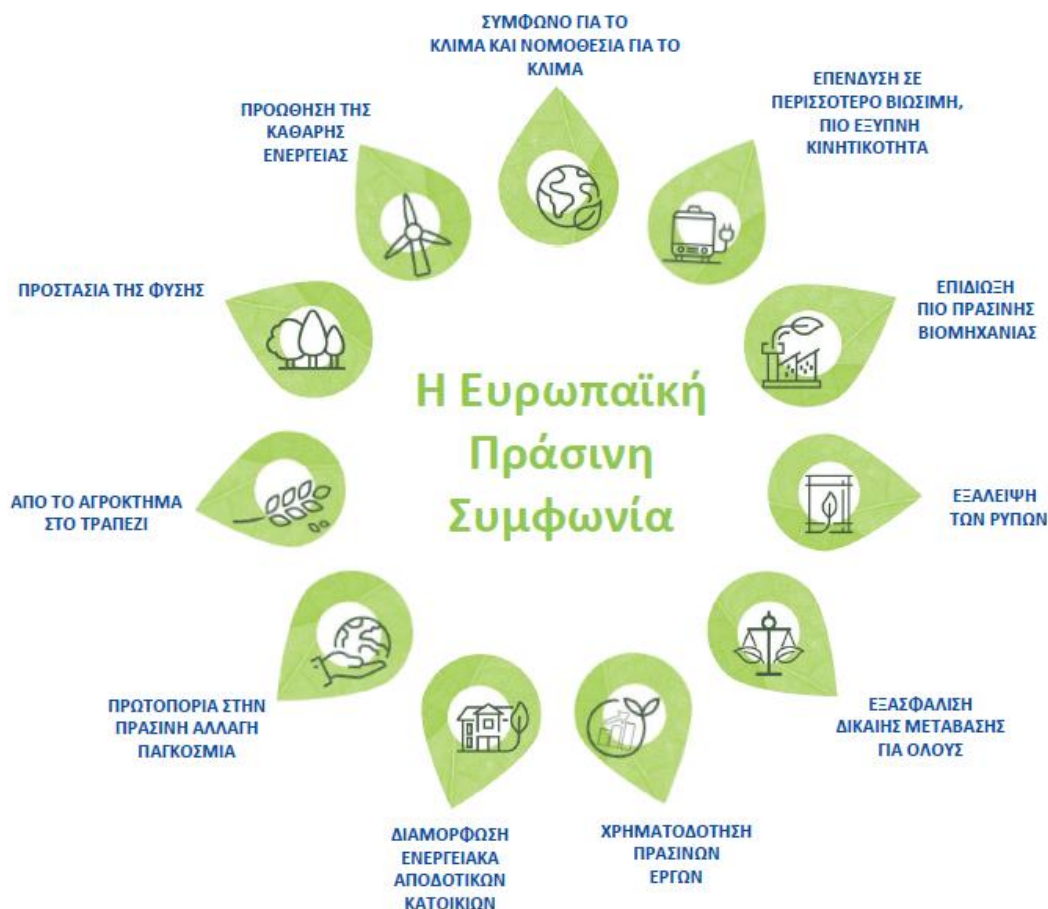 ΣΥΜΦΩΝΟ ΓΙΑ ΤΟ
ΚΛΙΜΑ ΚΑΙ ΝΟΜΟΘΕΣΙΑ ΓΙΑ ΤΟ
ΚΛΙΜΑ
ΕΠΕΝΔΥΣΗ ΣΕ
ΠΕΡΙΣΣΟΤΕΡΟ ΒΙΩΣΙΜΗ,
ΠΙΟ ΕΞΥΠΝΗ
ΚΙΝΗΤΙΚΟΤΗΤΑ
ΕΠΙΔΙΩΞΗ
ΠΙΟ ΠΡΑΣΙΝΗΣ
ΒΙΟΜΗΧΑΝΙΑΣ
ΕΞΑΛΕΙΨΗ
ΤΩΝ ΡΥΠΩΝ
ΕΞΑΣΦΑΛΙΣΗ
ΔΙΚΑΙΗΣ ΜΕΤΑΒΑΣΗΣ
ΓΙΑ ΟΛΟΥΣ
ΧΡΗΜΑΤΟΔΟΤΗΣΗ
ΠΡΑΣΙΝΩΝ
ΕΡΓΩΝ
ΔΙΑΜΟΡΦΩΣΗ
ΕΝΕΡΓΕΙΑΚΑ
ΑΠΟΔΟΤΙΚΩΝ
ΚΑΤΟΙΚΙΩΝ
ΠΡΩΤΟΠΟΡΙΑ ΣΤΗΝ
ΠΡΑΣΙΝΗ ΑΛΛΑΓΗ
ΠΑΓΚΟΣΜΙΑ
ΑΠΟ ΤΟ ΑΓΡΟΚΤΗΜΑ
ΣΤΟ ΤΡΑΠΕΖΙ
ΠΡΟΣΤΑΣΙΑ ΤΗΣ ΦΥΣΗΣ
ΠΡΟΩΘΗΣΗ ΤΗΣ
ΚΑΘΑΡΗΣ
ΕΝΕΡΓΕΙΑΣ
Η Ευρωπαϊκή
Πράσινη
Συμφωνία